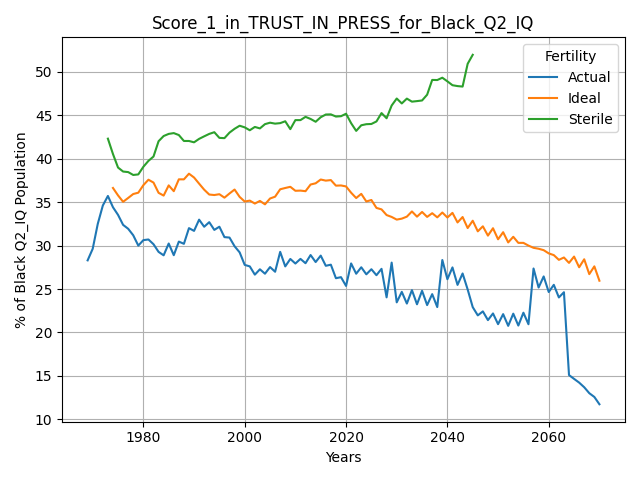 Score_1_in_TRUST_IN_PRESS_for_Black_Q2_IQ
Fertility
Actual
Ideal
Sterile
% of Black Q2_IQ Population
50
45
40
35
30
25
20
15
10
1980
2000
2020
2040
2060
Years